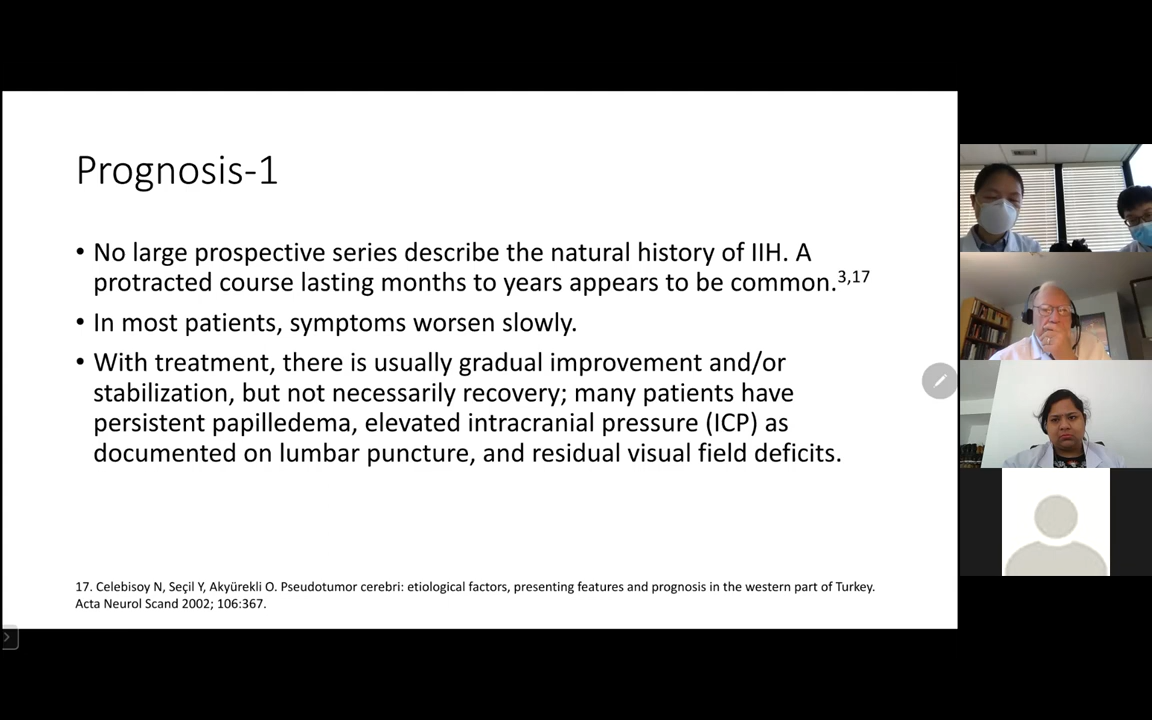 Prognosis-1
• No large prospective series describe the natural history of IIH. A
protracted course lasting months to years appears to be common.3,17
• In most patients, symptoms worsen slowly.
• With treatment, there is usually gradual improvement and/or
stabilization, but not necessarily recovery; many patients have
persistent papilledema, elevated intracranial pressure (ICP) as
documented on lumbar puncture, and residual visual field deficits.
17. Celebisoy N, Seçil Y, Akyürekli O. Pseudotumor cerebri: etiological factors, presenting features and prognosis in the western part of Turkey.
Acta Neurol Scand 2002; 106:367.